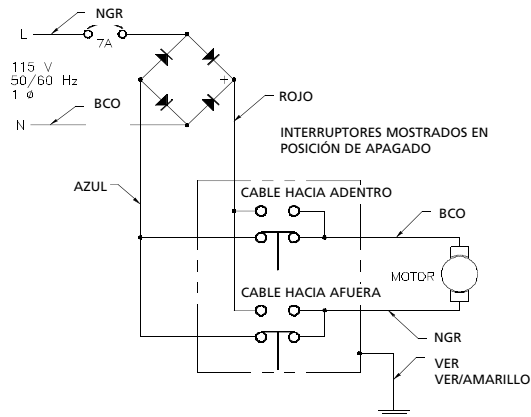 NGR
L
7A
115 V
50/60 Hz
1 ø
+
BCO
ROJO
N
INTERRUPTORES MOSTRADOS EN
POSICIÓN DE APAGADO
AZUL
CABLE HACIA ADENTRO
BCO
MOTOR
CABLE HACIA AFUERA
NGR
VER
VER/AMARILLO